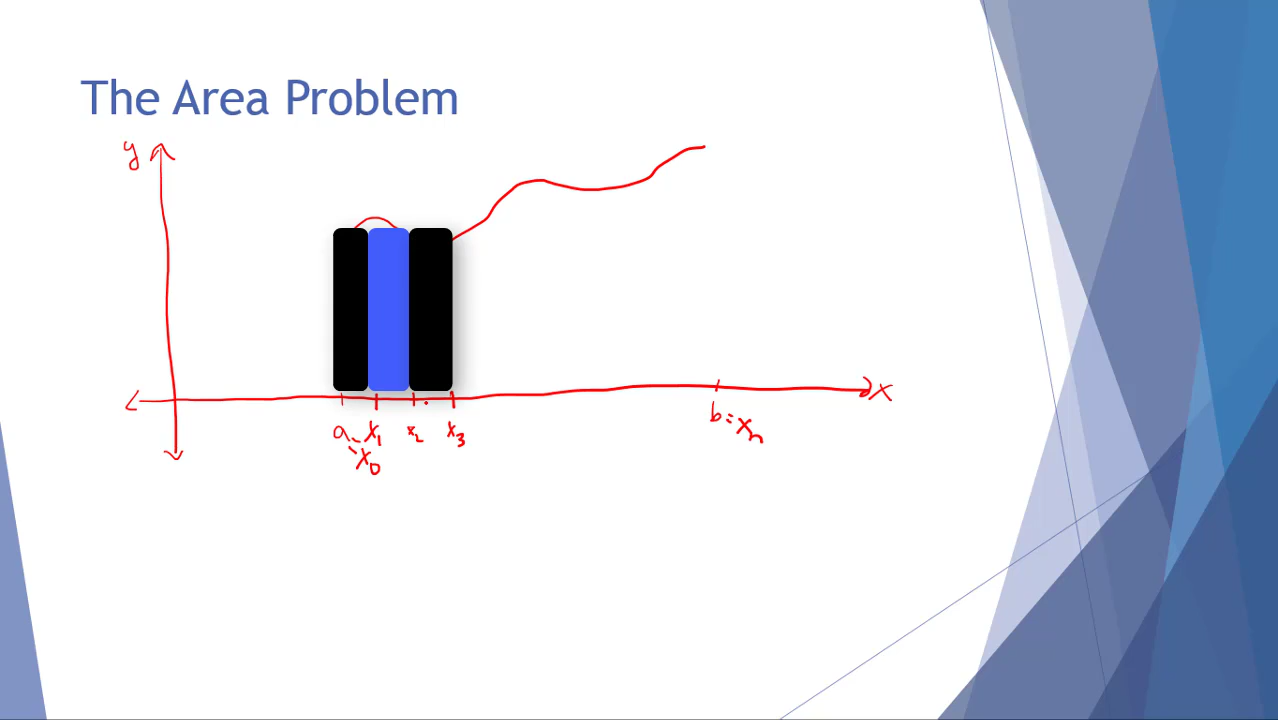 The Area Problem
y
x
a = x₀ x₁ x₂ x₃ b = xₙ